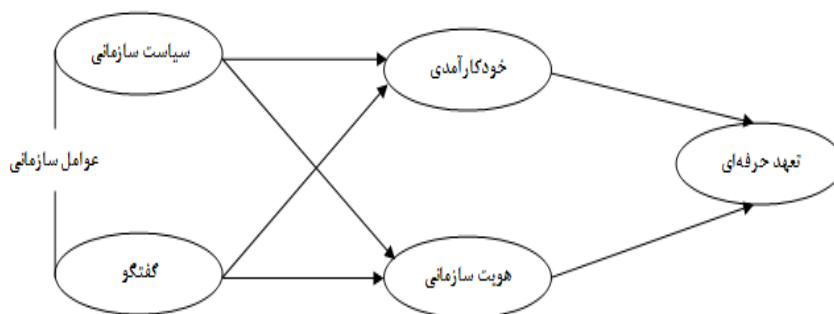 سیاست سازمانی
خودکارآمدی
تعهد حرفه‌ای
عوامل سازمانی
گفتگو
هویت سازمانی